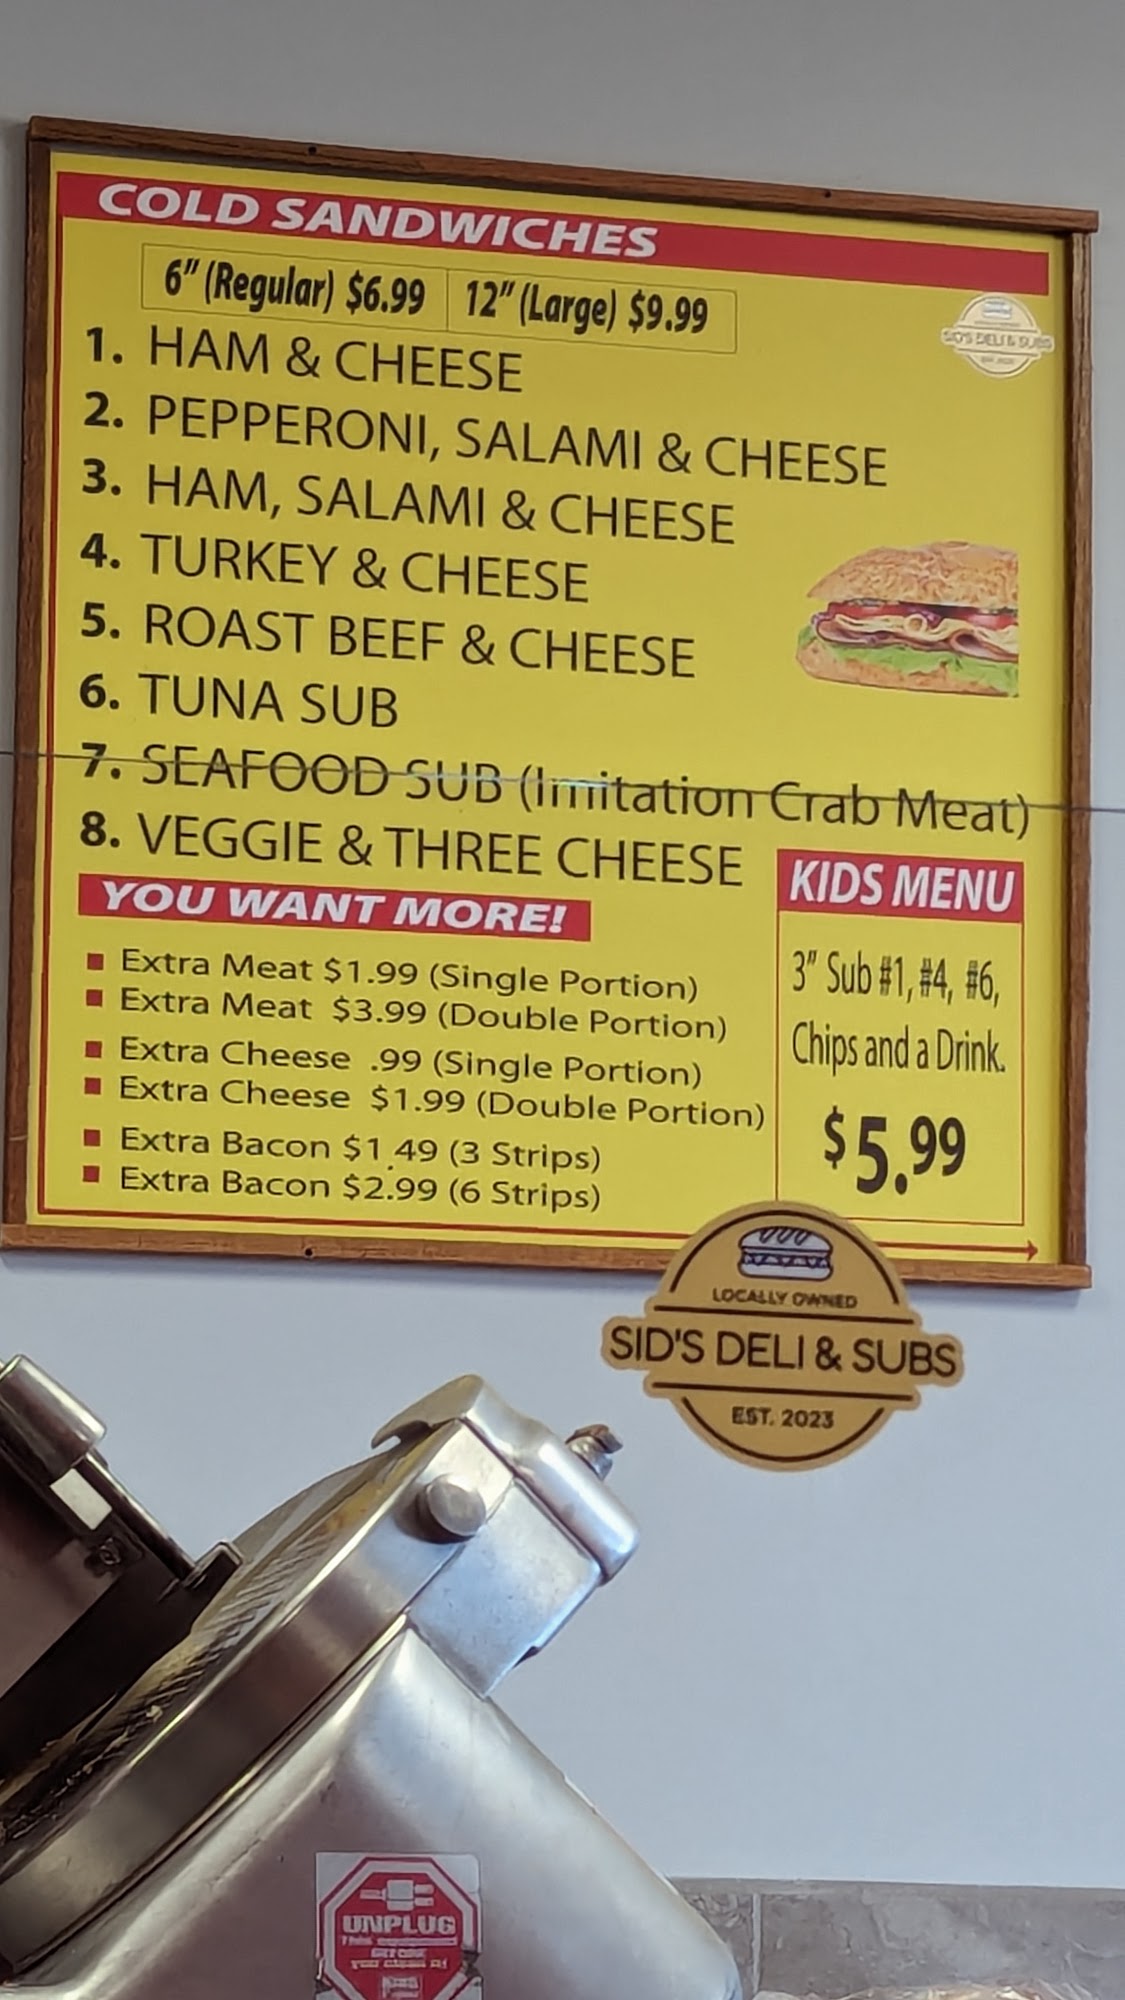 COLD SANDWICHES
6" (Regular) $6.99 12" (Large) $9.99
SID'S DELI & SUBS
1. HAM & CHEESE
2. PEPPERONI, SALAMI & CHEESE
3. HAM, SALAMI & CHEESE
4. TURKEY & CHEESE
5. ROAST BEEF & CHEESE
6. TUNA SUB
7. SEAFOOD SUB (Imitation Crab Meat)
8. VEGGIE & THREE CHEESE
YOU WANT MORE!
Extra Meat $1.99 (Single Portion)
Extra Meat $3.99 (Double Portion)
Extra Cheese .99 (Single Portion)
Extra Cheese $1.99 (Double Portion)
Extra Bacon $1.49 (3 Strips)
Extra Bacon $2.99 (6 Strips)
KIDS MENU
3" Sub #1, #4, #6,
Chips and a Drink.
$5.99
LOCALLY OWNED
SID'S DELI & SUBS
EST. 2023
UNPLUG
BEFORE
YOU CLEAN IT